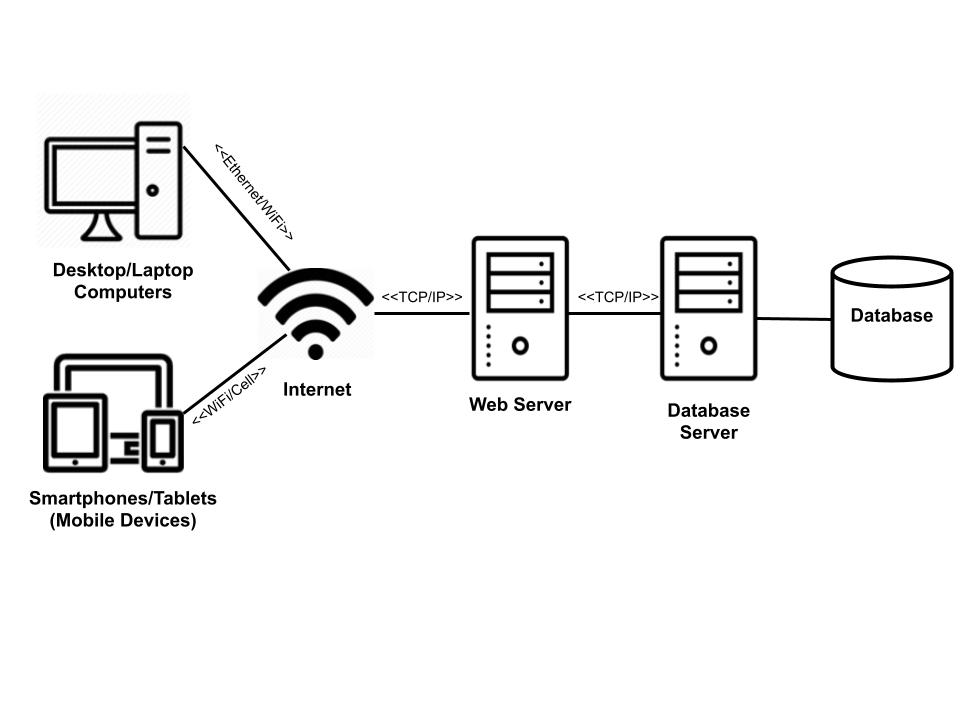 <<Ethernet/WiFi>>
Desktop/Laptop
Computers
<<TCP/IP>>
<<TCP/IP>>
Database
Internet
<<WiFi/Cell>>
Web Server
Database
Server
Smartphones/Tablets
(Mobile Devices)